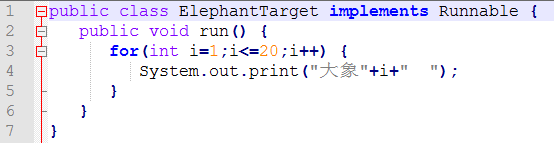 1 public class ElephantTarget implements Runnable {
2 public void run() {
3 for(int i=1;i<=20;i++) {
4 System.out.print("大象"+i+"  ");
5 }
6 }
7 }